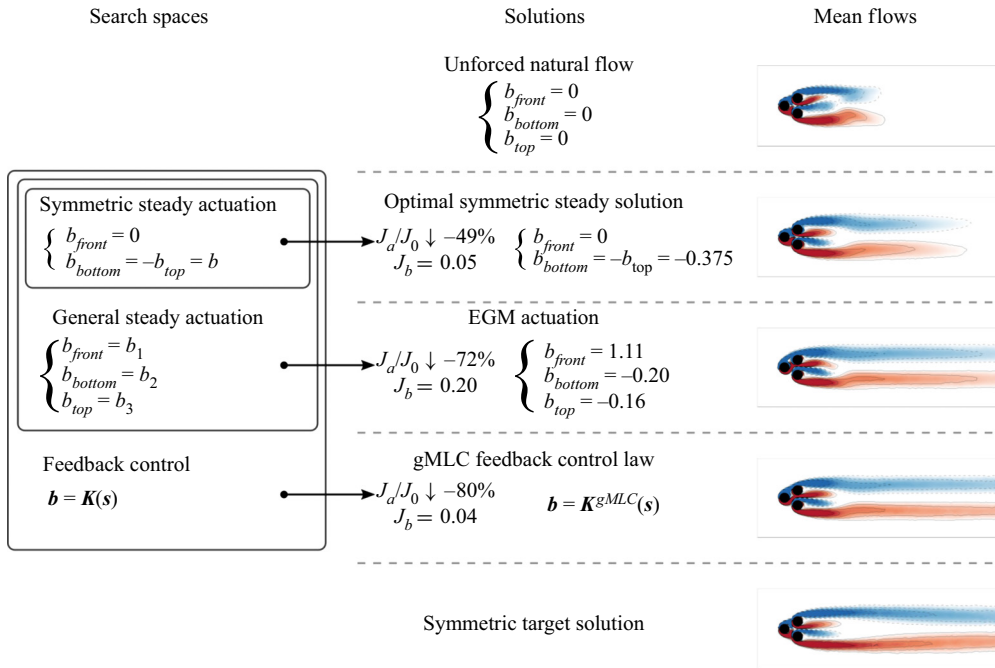 Search spaces
Solutions
Mean flows
Unforced natural flow
b_front = 0
b_bottom = 0
b_top = 0
Symmetric steady actuation
b_front = 0
b_bottom = –b_top = b
Optimal symmetric steady solution
J_a/J_0 ↓ –49%
J_b = 0.05
b_front = 0
b_bottom = –b_top = –0.375
General steady actuation
b_front = b_1
b_bottom = b_2
b_top = b_3
EGM actuation
J_a/J_0 ↓ –72%
J_b = 0.20
b_front = 1.11
b_bottom = –0.20
b_top = –0.16
Feedback control
b = K(s)
gMLC feedback control law
J_a/J_0 ↓ –80%
J_b = 0.04
b = K^gMLC(s)
Symmetric target solution